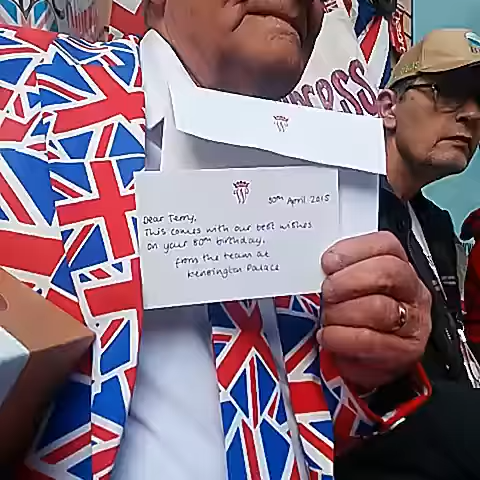 Princess
30th April 2015
Dear Terry,
This comes with our best wishes
on your 80th birthday.
from the team at
Kensington Palace